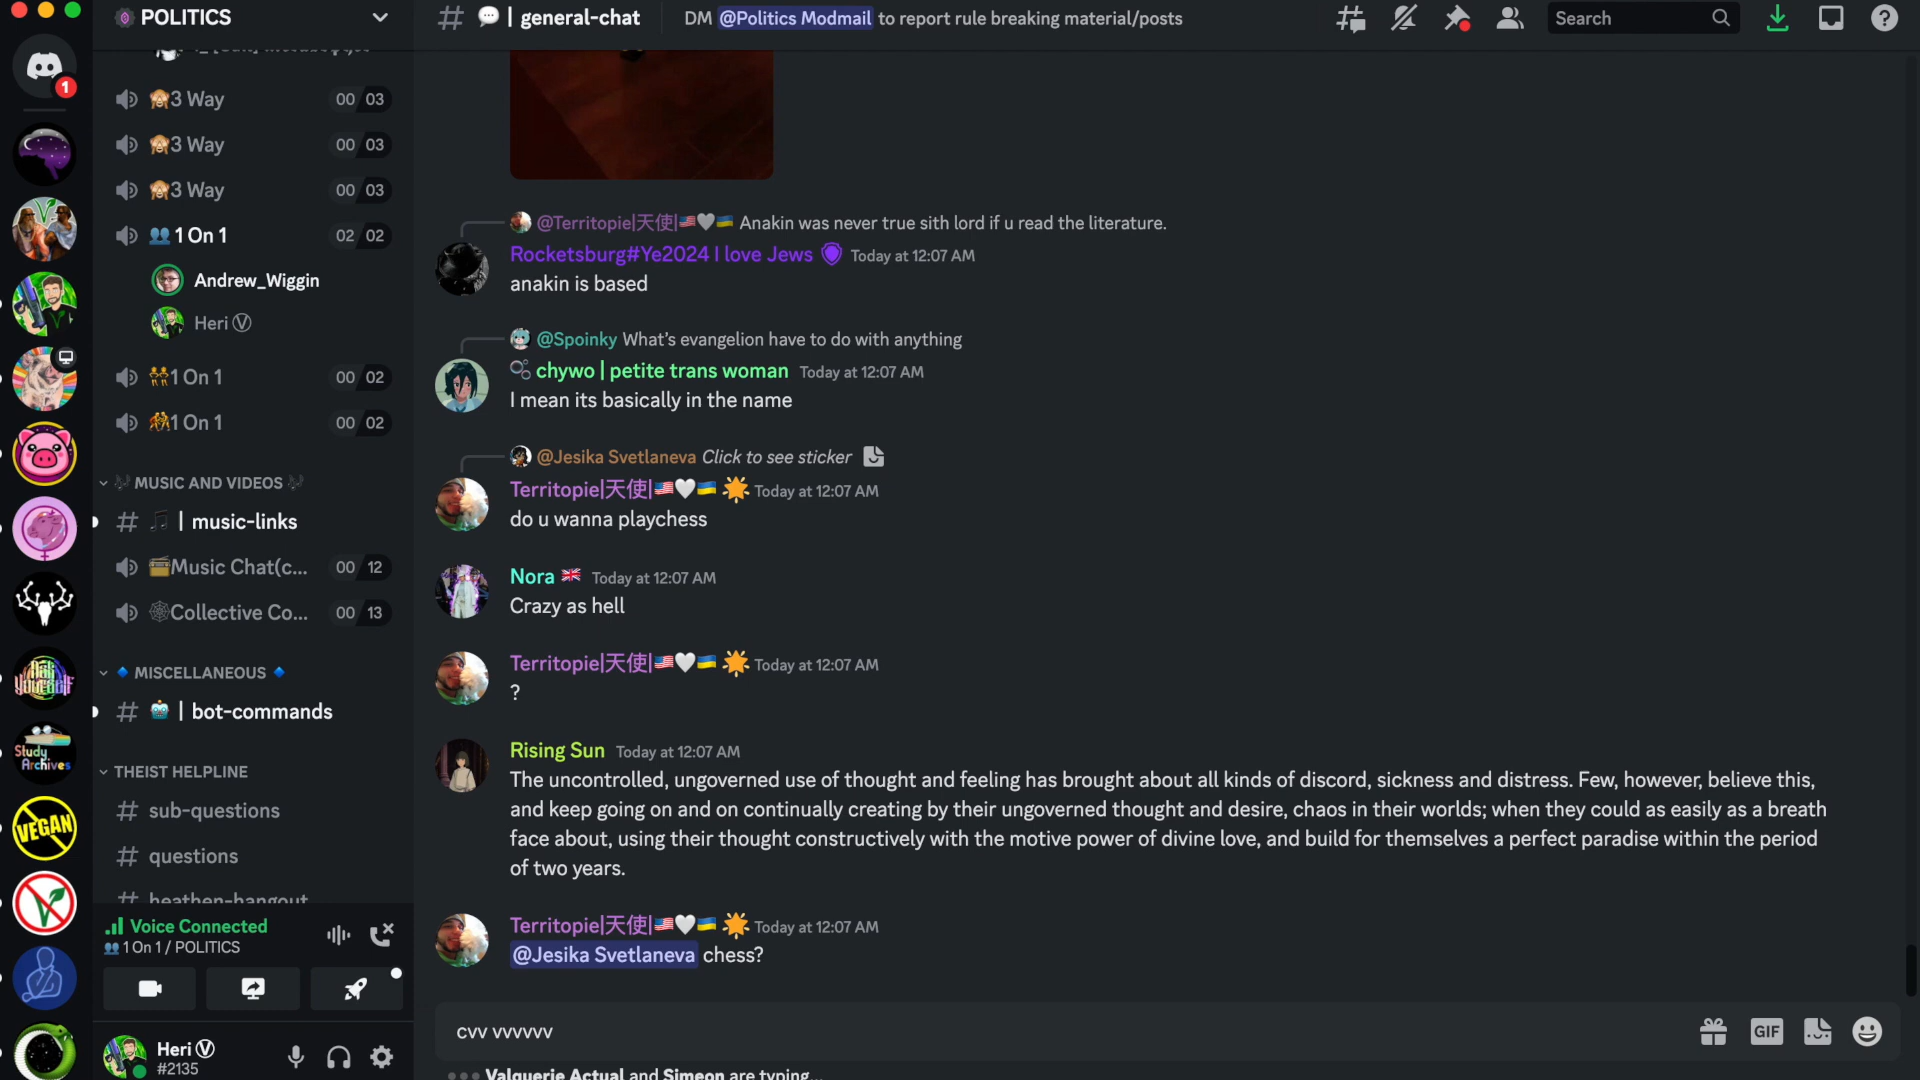 POLITICS
💬 | general-chat
DM @Politics Modmail to report rule breaking material/posts
Search
1
🙈3 Way 00 03
🙈3 Way 00 03
🙈3 Way 00 03
👥 1 On 1 02 02
Andrew_Wiggin
Heri Ⓥ
👯1 On 1 00 02
1 On 1 00 02
MUSIC AND VIDEOS
# 🎵 | music-links
📻Music Chat(c... 00 12
🕸Collective Co... 00 13
🔹 MISCELLANEOUS 🔹
# 🤖 | bot-commands
THEIST HELPLINE
# sub-questions
# questions
# heathen-hangout
Voice Connected
👥 1 On 1 / POLITICS
Heri Ⓥ
#2135
ASK YOURSELF
Study
Archives
VEGAN
@Territopie|天使|🇺🇸🤍🇺🇦 Anakin was never true sith lord if u read the literature.
Rocketsburg#Ye2024 I love Jews Today at 12:07 AM
anakin is based
@Spoinky What's evangelion have to do with anything
chywo | petite trans woman Today at 12:07 AM
I mean its basically in the name
@Jesika Svetlaneva Click to see sticker
Territopie|天使|🇺🇸🤍🇺🇦 Today at 12:07 AM
do u wanna playchess
Nora 🇬🇧 Today at 12:07 AM
Crazy as hell
Territopie|天使|🇺🇸🤍🇺🇦 Today at 12:07 AM
?
Rising Sun Today at 12:07 AM
The uncontrolled, ungoverned use of thought and feeling has brought about all kinds of discord, sickness and distress. Few, however, believe this,
and keep going on and on continually creating by their ungoverned thought and desire, chaos in their worlds; when they could as easily as a breath
face about, using their thought constructively with the motive power of divine love, and build for themselves a perfect paradise within the period
of two years.
Territopie|天使|🇺🇸🤍🇺🇦 Today at 12:07 AM
@Jesika Svetlaneva chess?
cvv vvvvvv
GIF
Valquerie Actual and Simeon are typing...